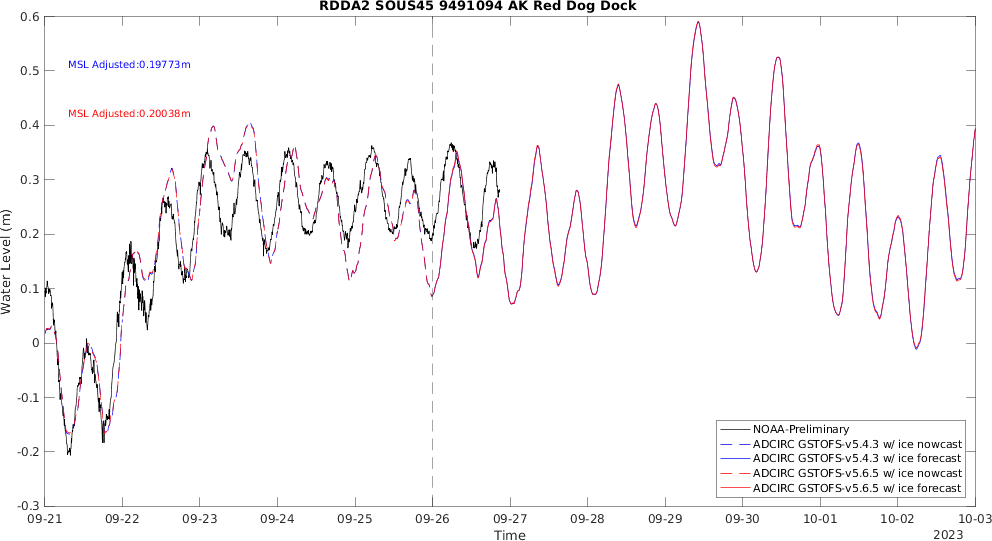 RDDA2 SOUS45 9491094 AK Red Dog Dock
0.6
0.5
0.4
0.3
0.2
0.1
0
-0.1
-0.2
-0.3
Water Level (m)
MSL Adjusted:0.19773m
MSL Adjusted:0.20038m
NOAA-Preliminary
ADCIRC GSTOFS-v5.4.3 w/ ice nowcast
ADCIRC GSTOFS-v5.4.3 w/ ice forecast
ADCIRC GSTOFS-v5.6.5 w/ ice nowcast
ADCIRC GSTOFS-v5.6.5 w/ ice forecast
09-21 09-22 09-23 09-24 09-25 09-26 09-27 09-28 09-29 09-30 10-01 10-02 10-03
Time
2023